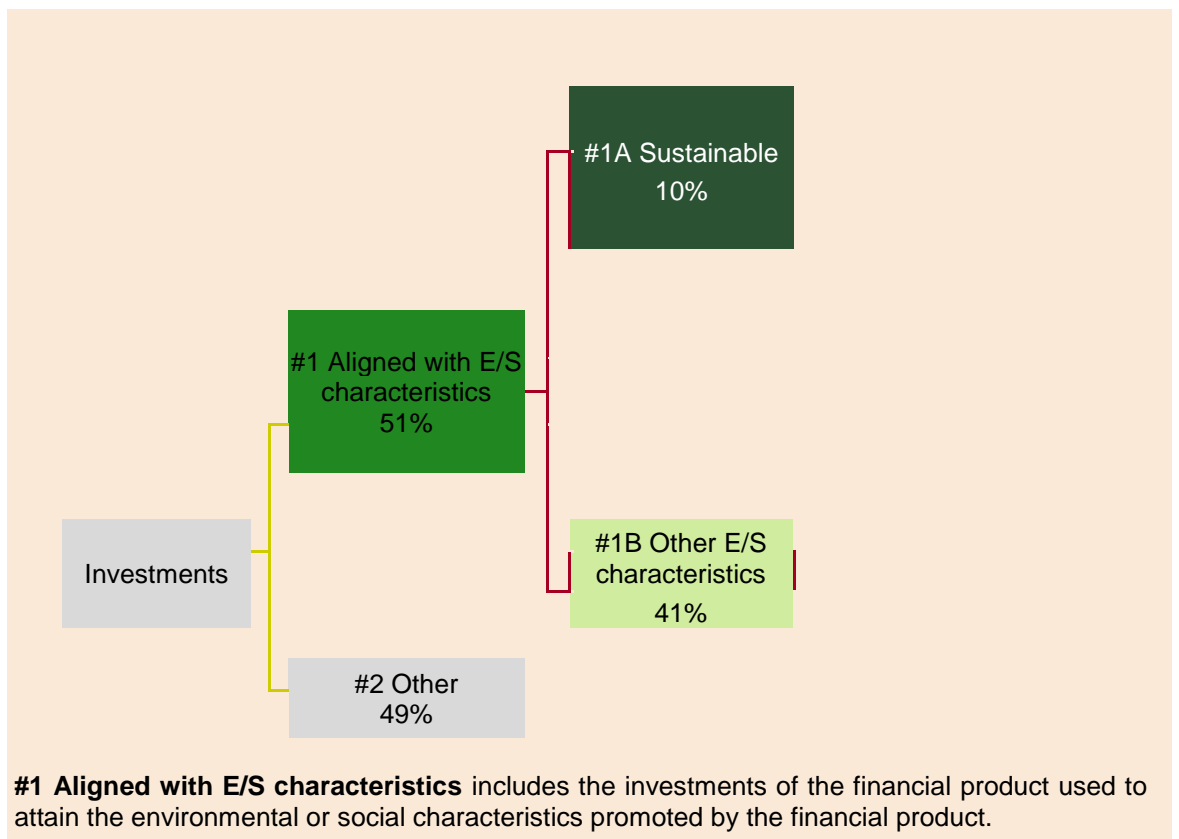 #1A Sustainable
10%
#1 Aligned with E/S
characteristics
51%
#1B Other E/S
characteristics
41%
Investments
#2 Other
49%
#1 Aligned with E/S characteristics includes the investments of the financial product used to
attain the environmental or social characteristics promoted by the financial product.